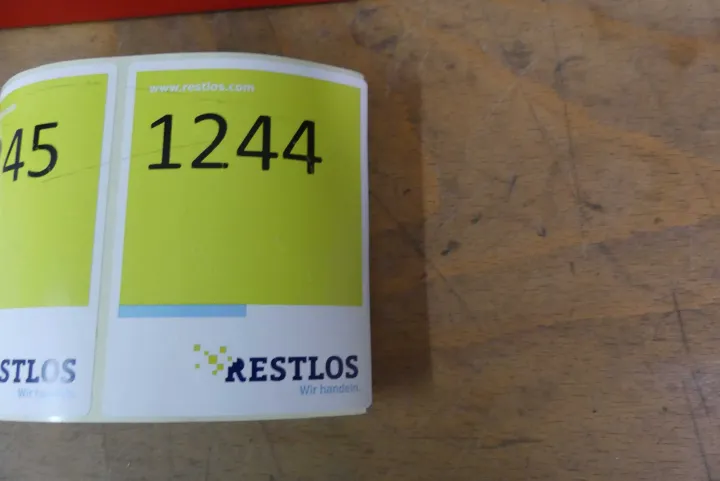 45
STLOS
www.restlos.com
1244
RESTLOS
Wir handeln.